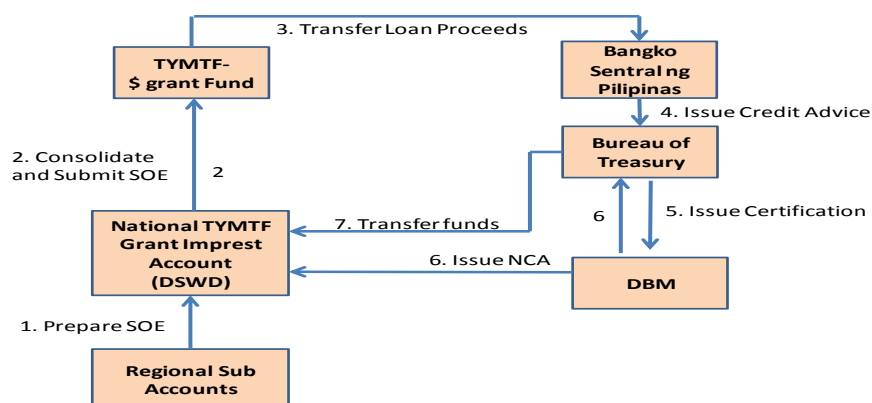 3. Transfer Loan Proceeds
TYMTF-
$ grant Fund
Bangko
Sentral ng
Pilipinas
4. Issue Credit Advice
Bureau of
Treasury
2. Consolidate
and Submit SOE
2
National TYMTF
Grant Imprest
Account
(DSWD)
7. Transfer funds
6
5. Issue Certification
6. Issue NCA
DBM
1. Prepare SOE
Regional Sub
Accounts